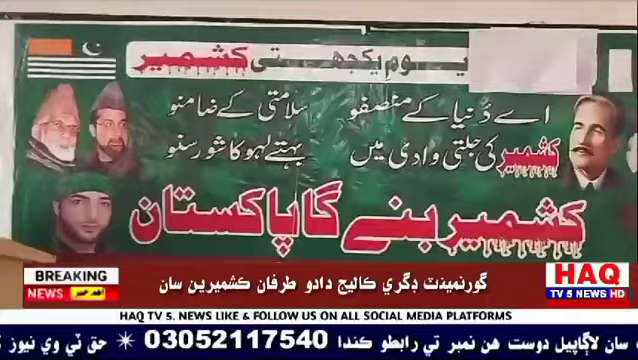 یوم یکجہتی کشمیر
اے دُنیا کے منصفو سلامتی کے ضامنو
کشمیر کی جلتی وادی میں بہتے لہو کا شور سنو
کشمیر بنے گا پاکستان
BREAKING
NEWS اهم خبر
گورنمينٽ ڊگري ڪاليج دادو طرفان ڪشميرين سان
HAQ
TV 5 NEWS HD
HAQ TV 5. NEWS LIKE & FOLLOW US ON ALL SOCIAL MEDIA PLATFORMS
سان لاڳاپيل دوست هن نمبر تي رابطو ڪندا 03052117540 * حق ٽي وي نيوز